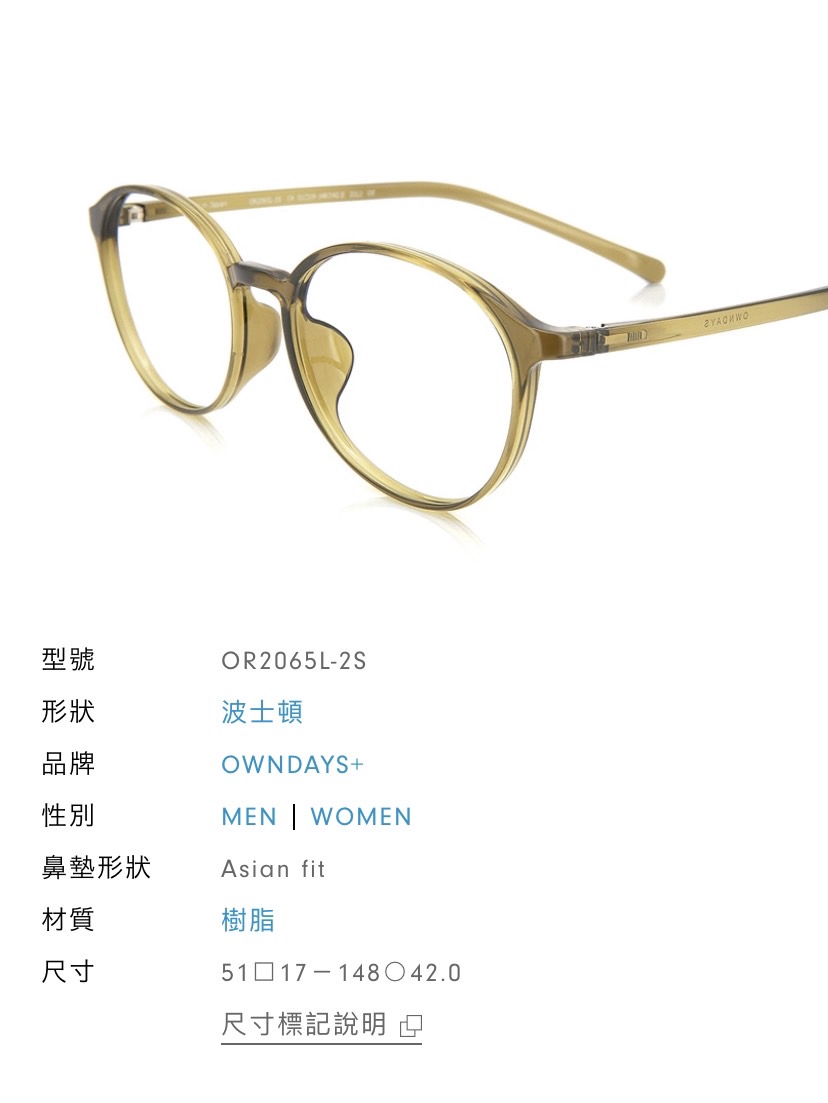 OWNDAYS
型號 OR2065L-2S
形狀 波士頓
品牌 OWNDAYS+
性別 MEN | WOMEN
鼻墊形狀 Asian fit
材質 樹脂
尺寸 51□17－148○42.0
尺寸標記說明